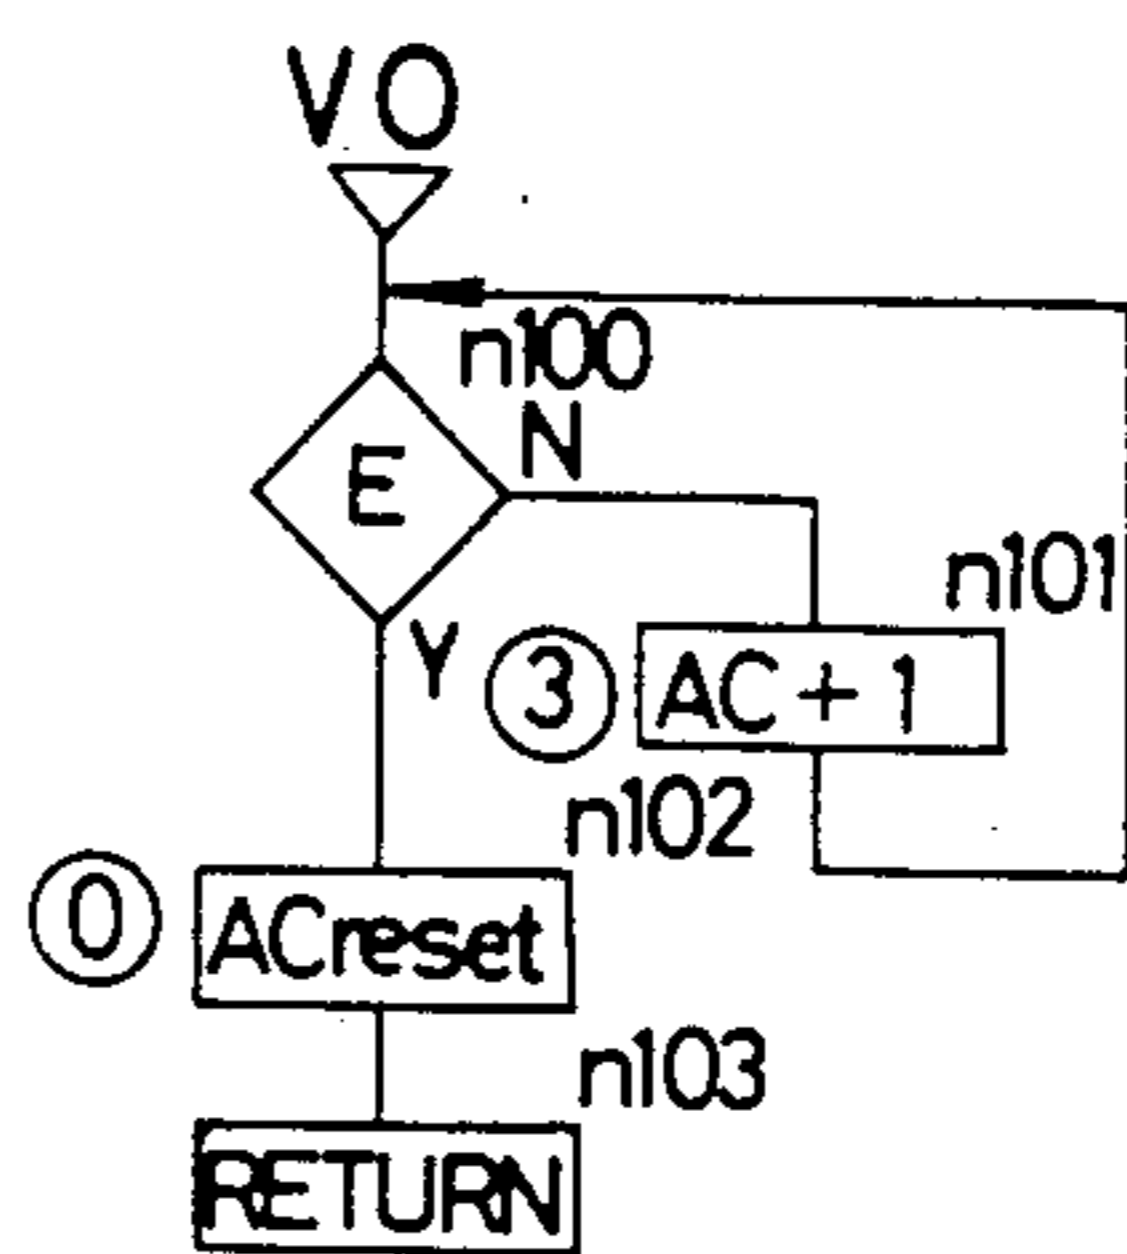 VO
n100
N
E
n101
Y
③ AC+1
n102
⓪ ACreset
n103
RETURN